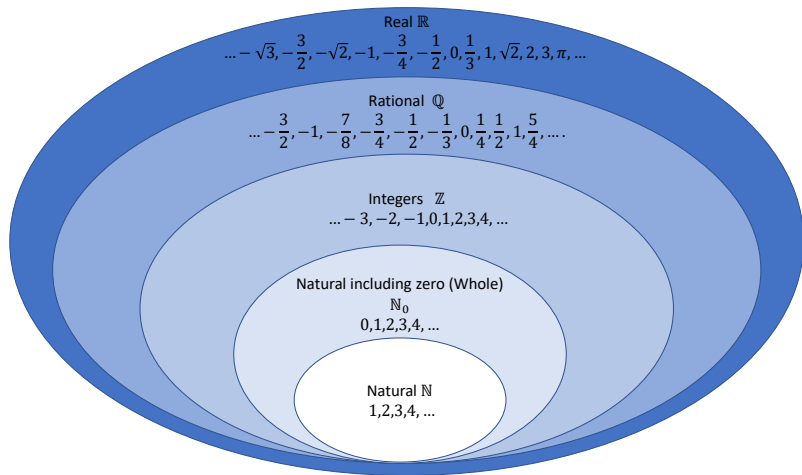 Real ℝ
...− √3, −3/2, −√2, −1, −3/4, −1/2, 0, 1/3, 1, √2, 2, 3, π, ...
Rational ℚ
...− 3/2, −1, −7/8, −3/4, −1/2, −1/3, 0, 1/4, 1/2, 1, 5/4, ... .
Integers ℤ
...− 3, −2, −1,0,1,2,3,4, ...
Natural including zero (Whole)
ℕ₀
0,1,2,3,4, ...
Natural ℕ
1,2,3,4, ...